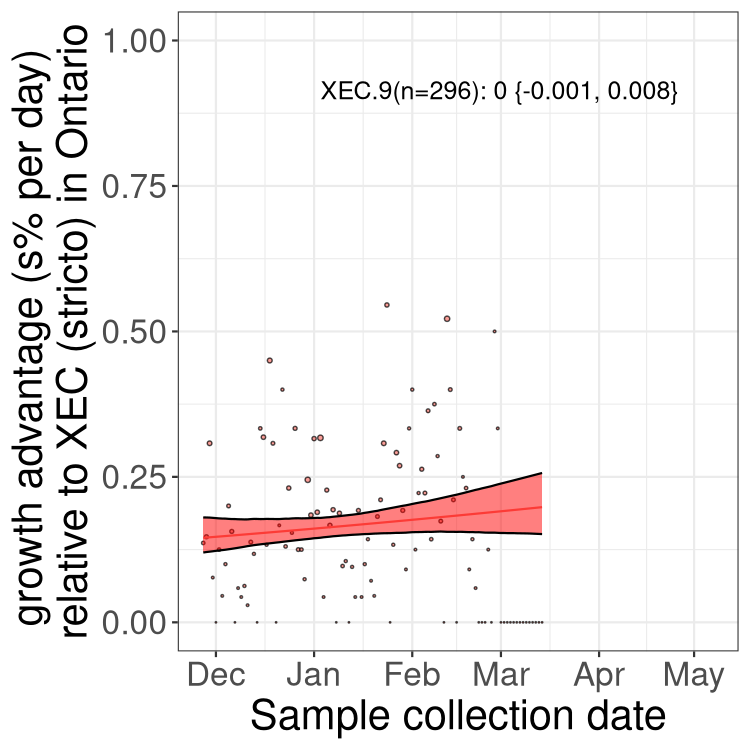 growth advantage (s% per day)
relative to XEC (stricto) in Ontario
1.00
XEC.9(n=296): 0 {-0.001, 0.008}
0.75
0.50
0.25
0.00
Dec Jan Feb Mar Apr May
Sample collection date